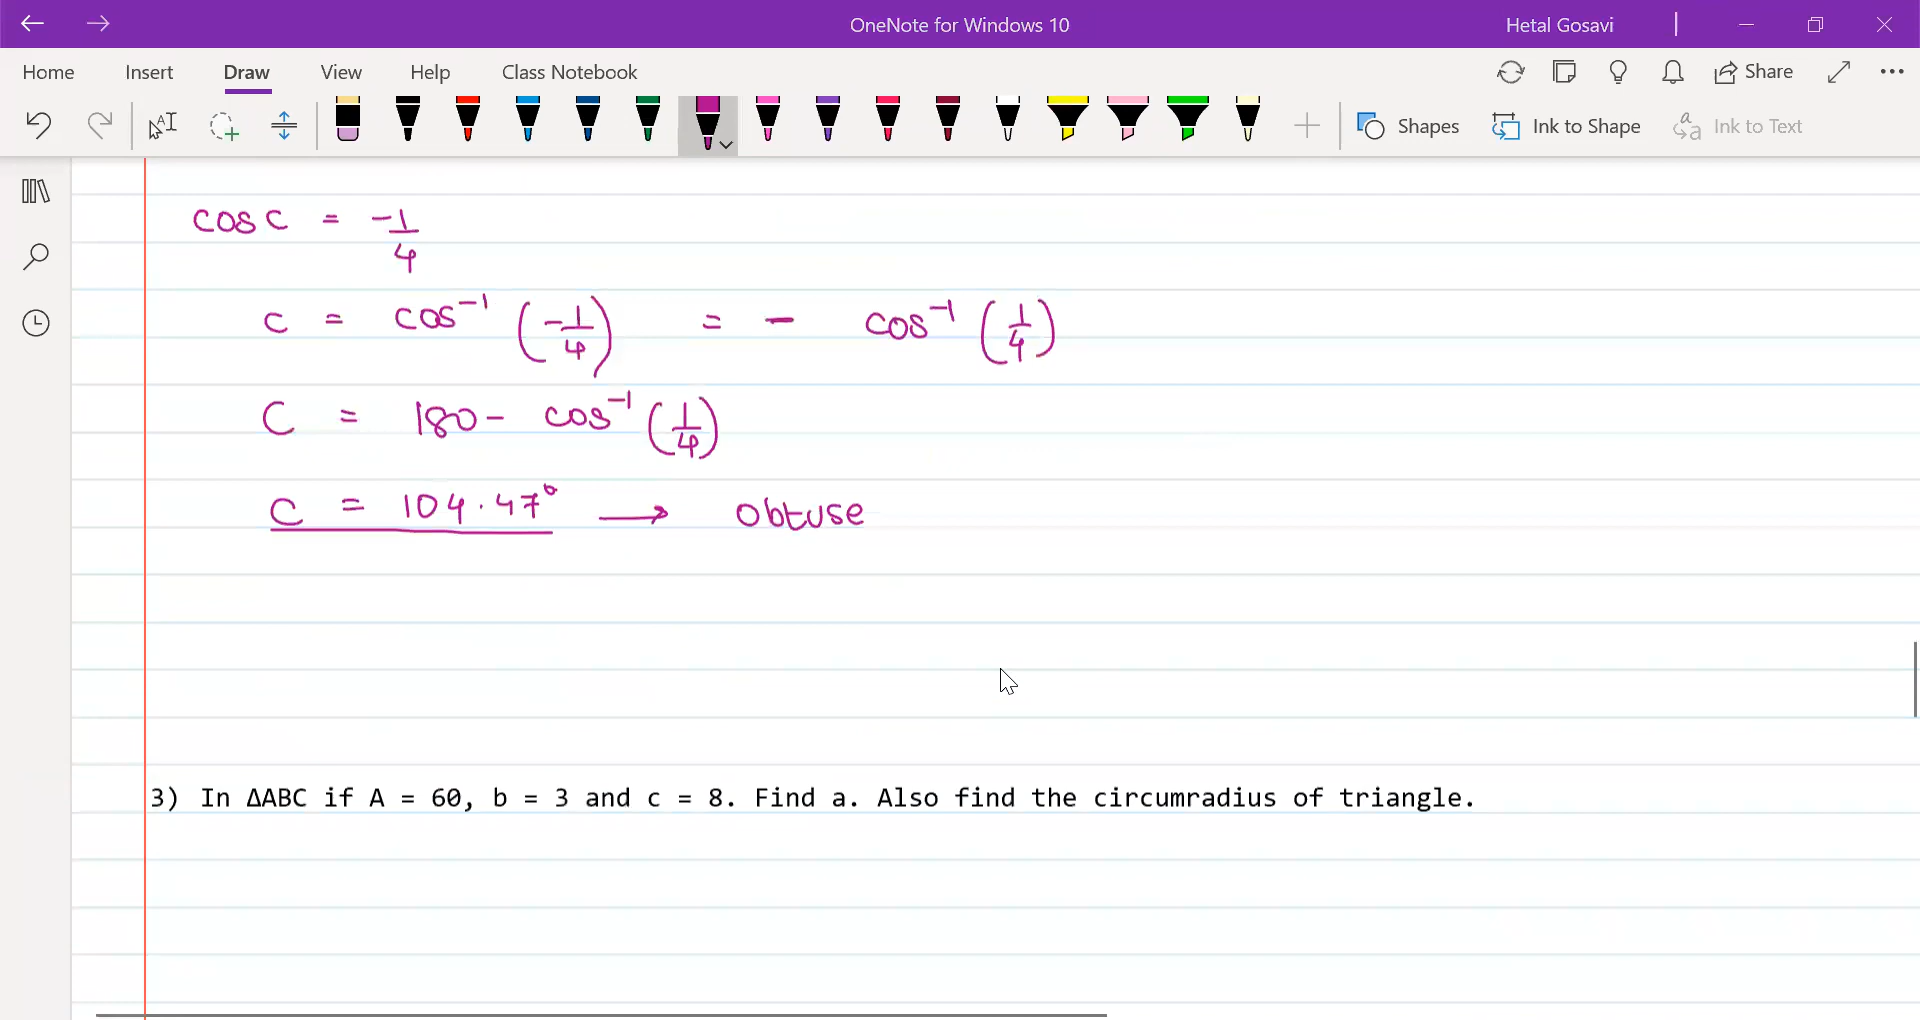 OneNote for Windows 10
Hetal Gosavi
Home Insert Draw View Help Class Notebook
Share
Shapes Ink to Shape Ink to Text
cos C = -1/4
C = cos⁻¹ (-1/4) = - cos⁻¹ (1/4)
C = 180 - cos⁻¹ (1/4)
C = 104.47° → obtuse
3) In ΔABC if A = 60, b = 3 and c = 8. Find a. Also find the circumradius of triangle.